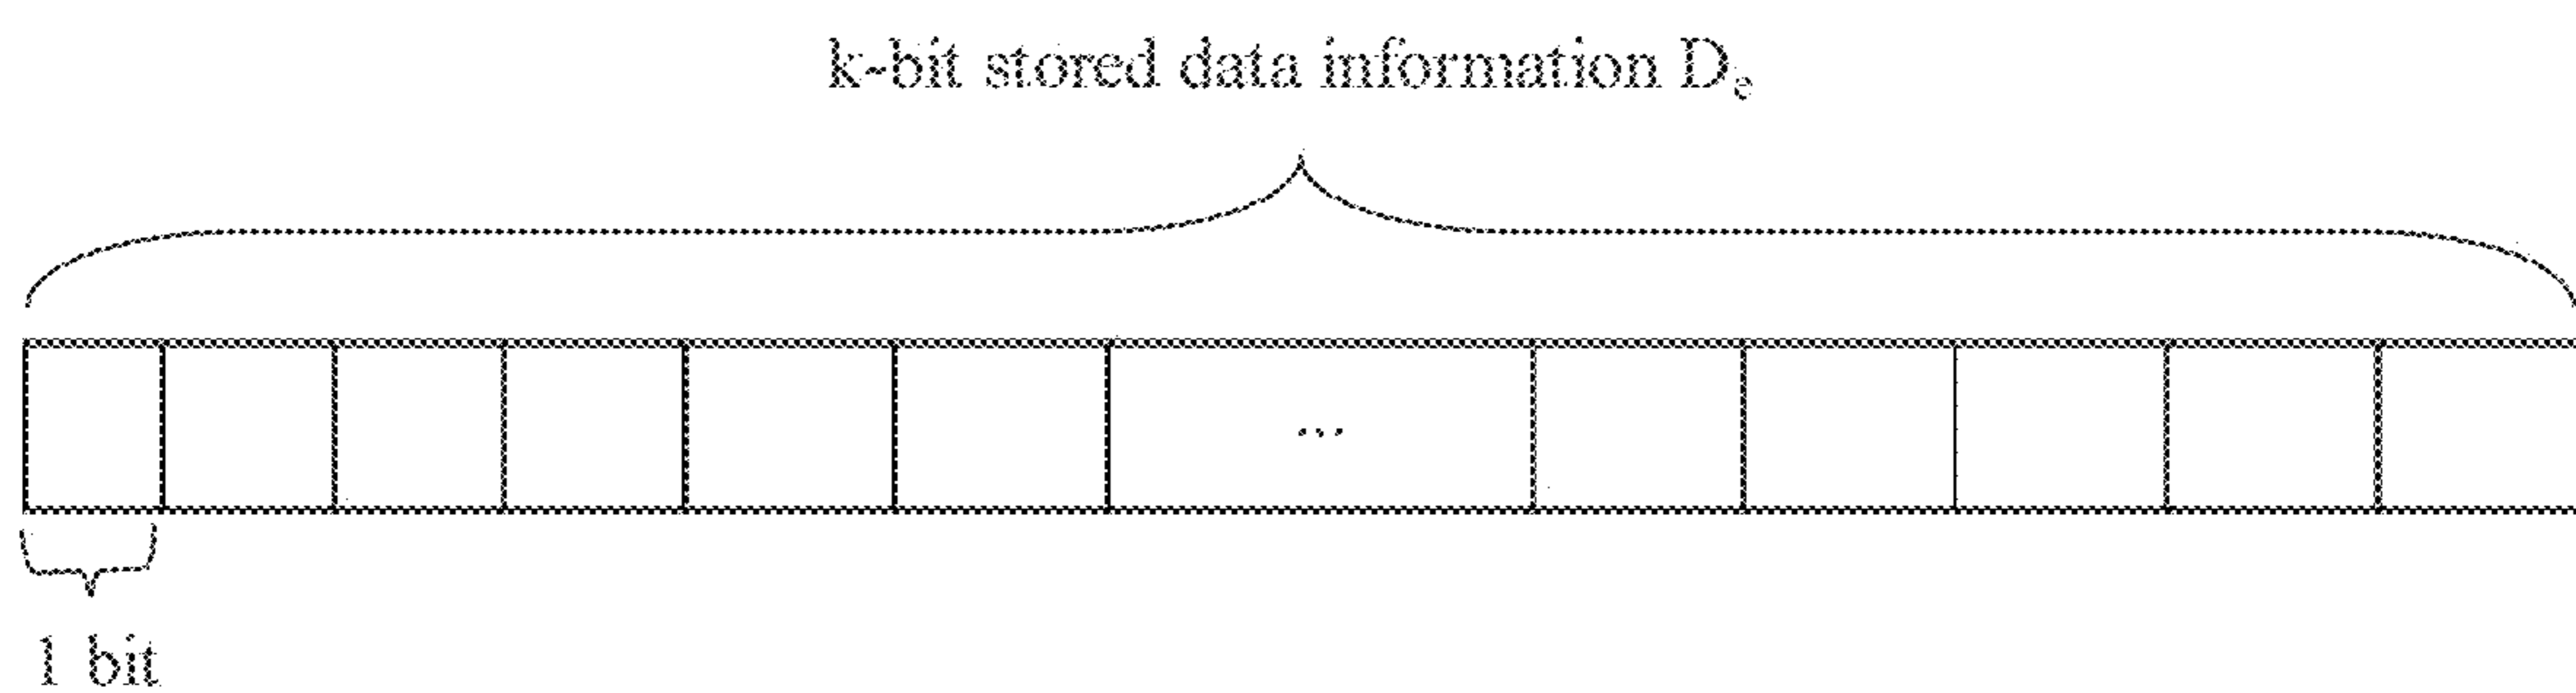 k-bit stored data information Dₑ
...
1 bit